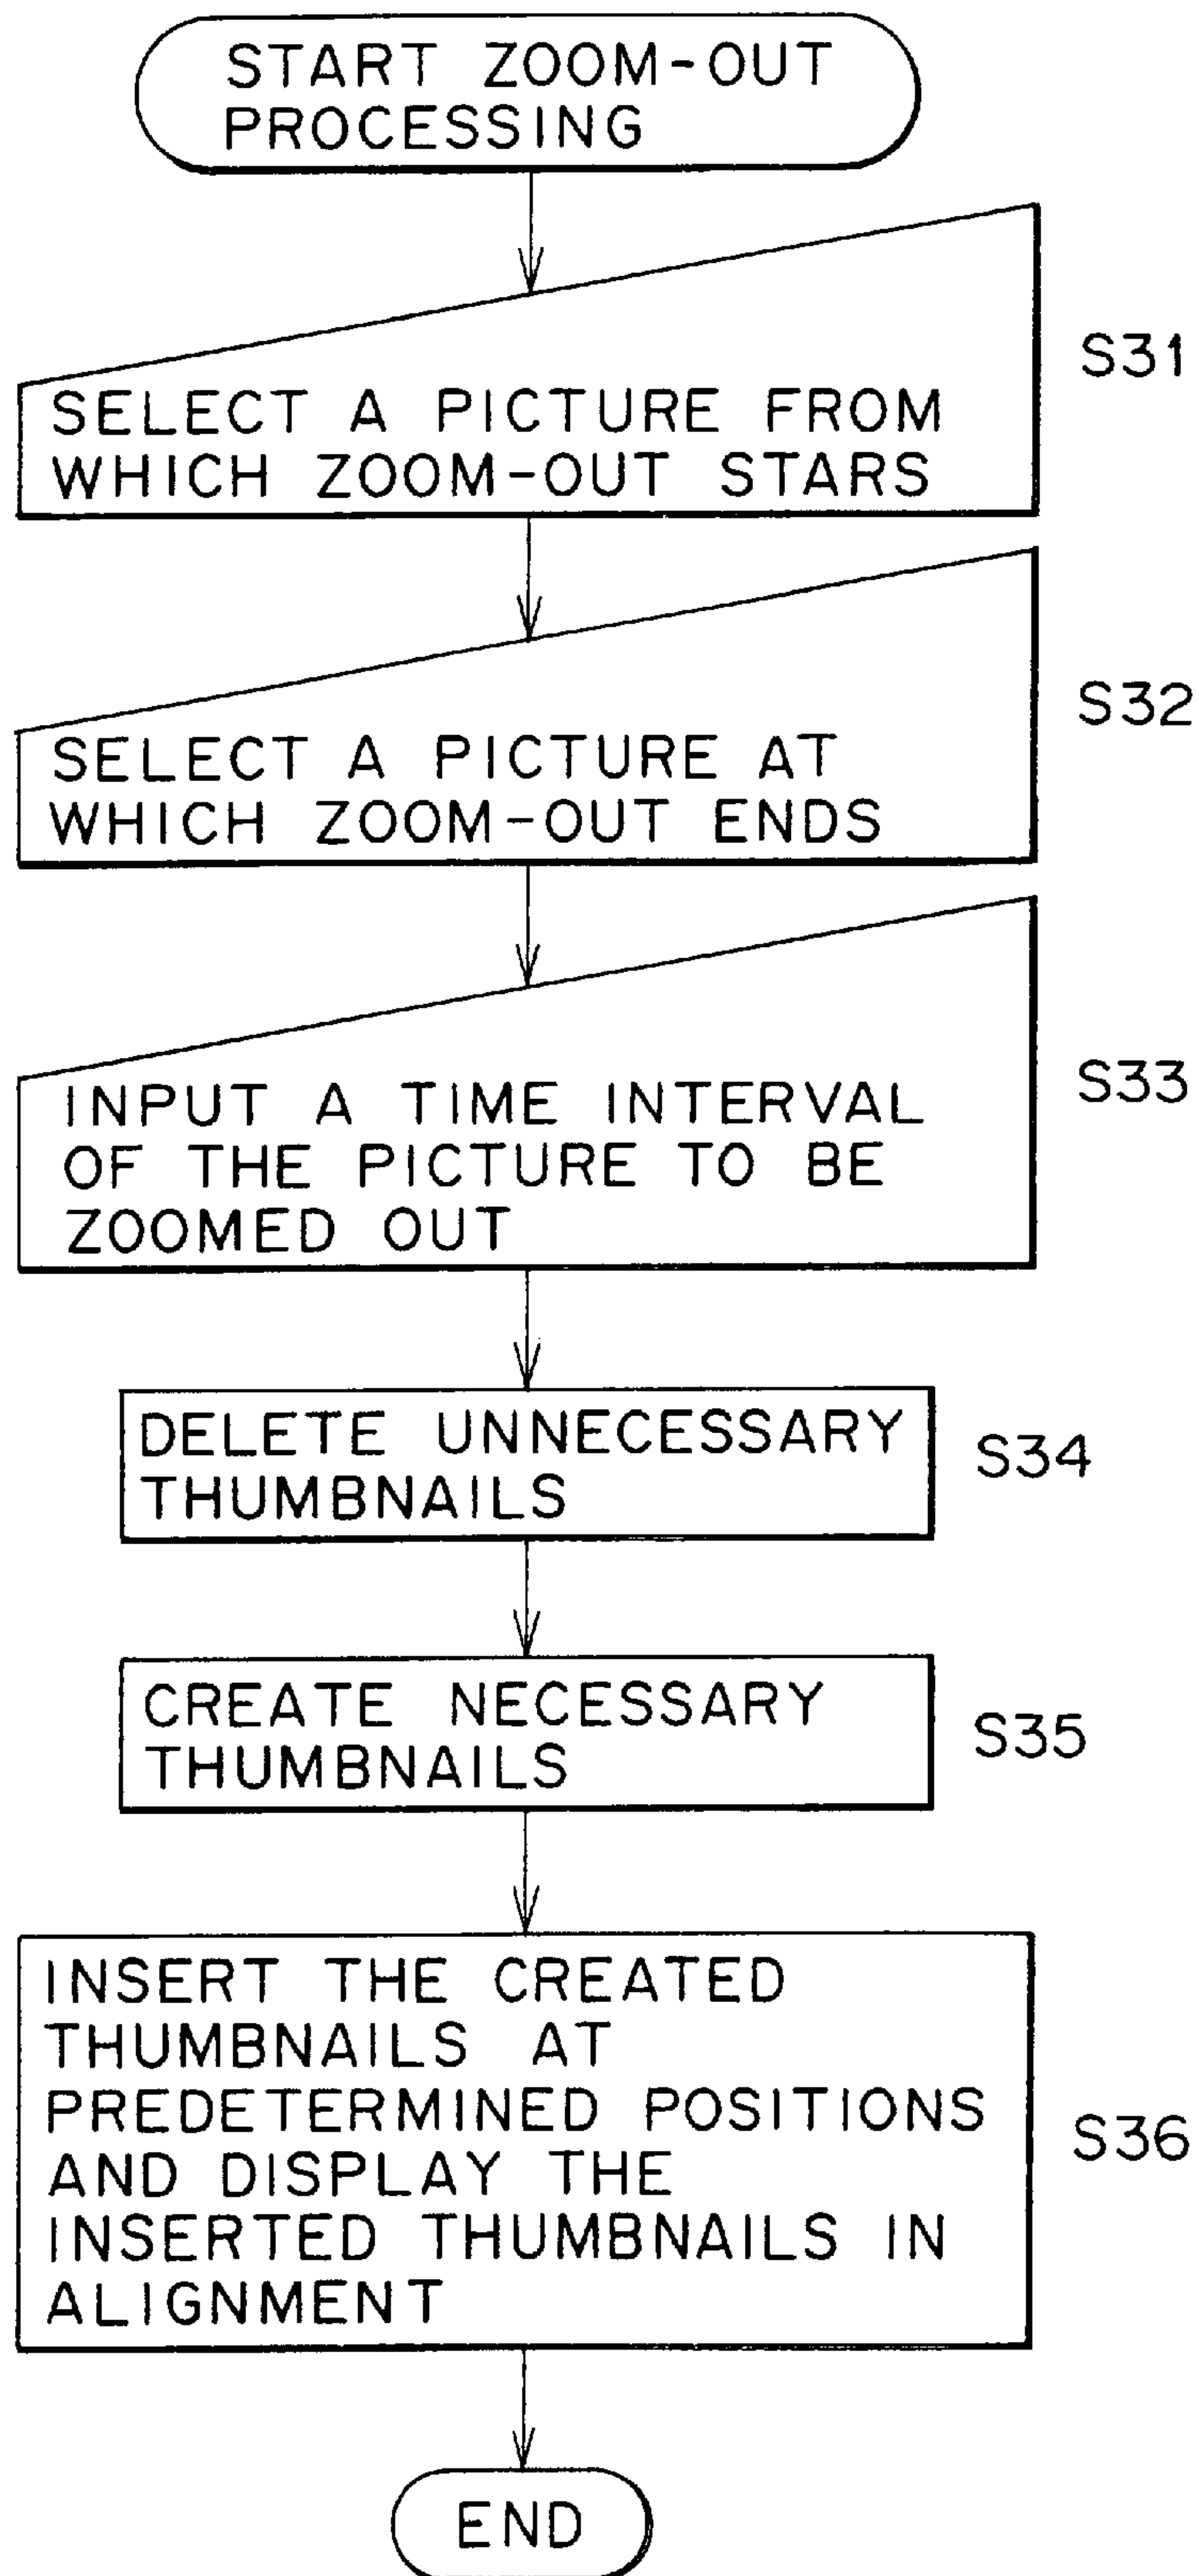 START ZOOM-OUT
PROCESSING
S31
SELECT A PICTURE FROM
WHICH ZOOM-OUT STARS
S32
SELECT A PICTURE AT
WHICH ZOOM-OUT ENDS
S33
INPUT A TIME INTERVAL
OF THE PICTURE TO BE
ZOOMED OUT
DELETE UNNECESSARY
THUMBNAILS
S34
CREATE NECESSARY
THUMBNAILS
S35
INSERT THE CREATED
THUMBNAILS AT
PREDETERMINED POSITIONS
AND DISPLAY THE
INSERTED THUMBNAILS IN
ALIGNMENT
S36
END